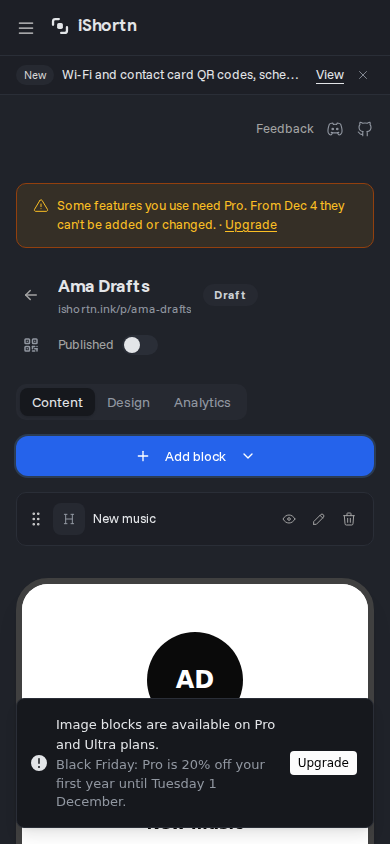 iShortn
New
Wi-Fi and contact card QR codes, sche...
View
Feedback
Some features you use need Pro. From Dec 4 they
can't be added or changed. · Upgrade
Ama Drafts
ishortn.ink/p/ama-drafts
Draft
Published
Content
Design
Analytics
Add block
H
New music
AD
Image blocks are available on Pro
and Ultra plans.
Black Friday: Pro is 20% off your
first year until Tuesday 1
December.
Upgrade